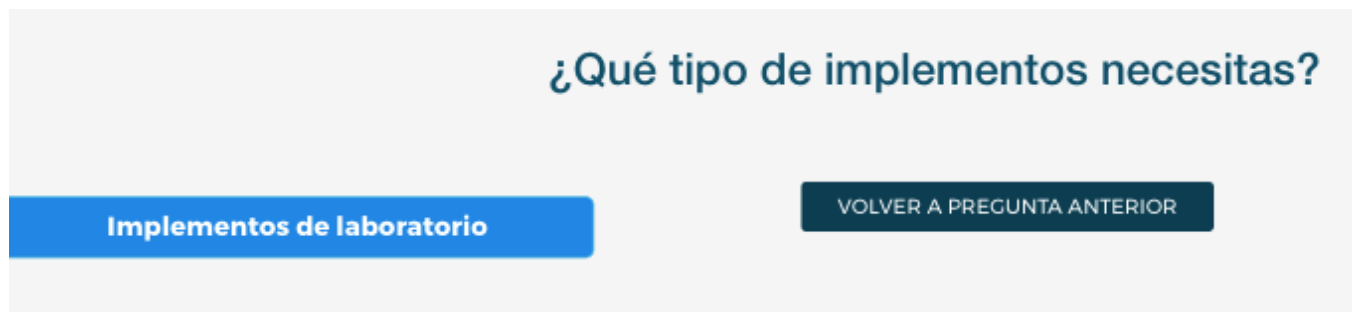 ¿Qué tipo de implementos necesitas?
Implementos de laboratorio
VOLVER A PREGUNTA ANTERIOR